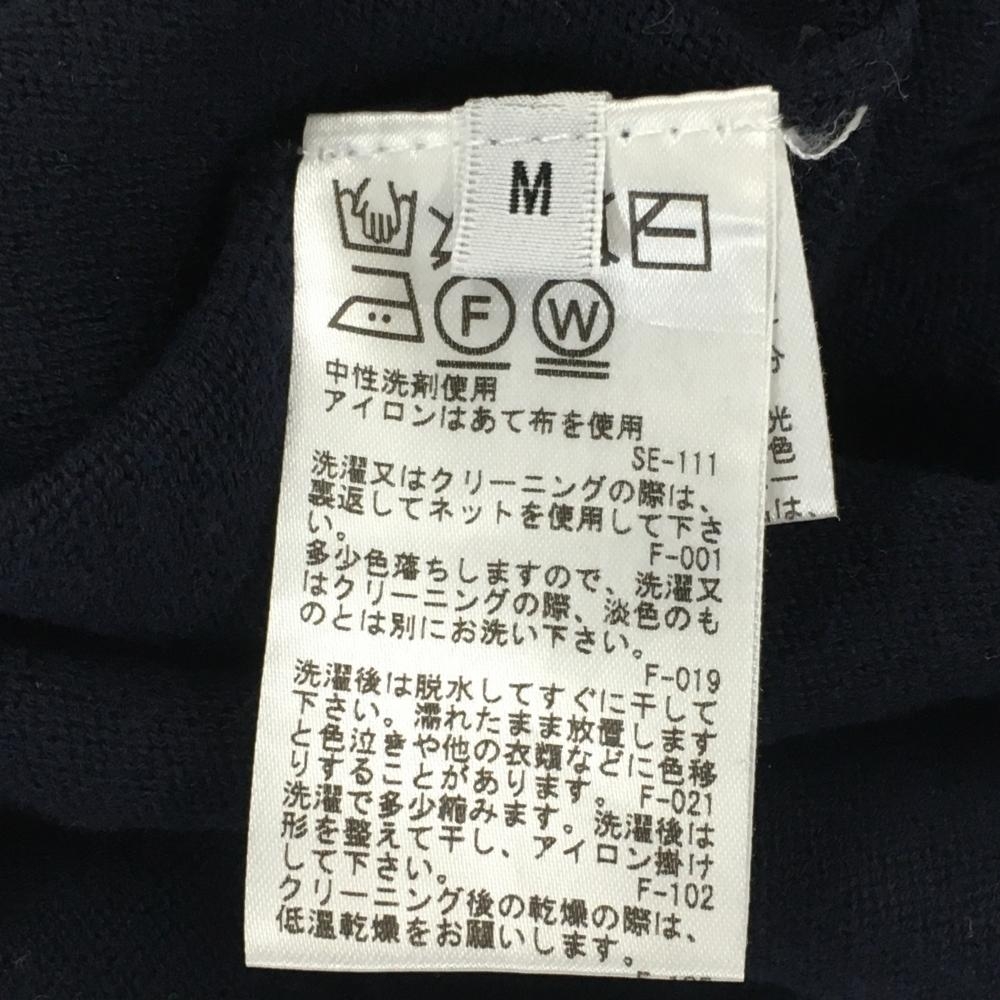 M
F W
中性洗剤使用
アイロンはあて布を使用
SE-111
洗濯又はクリーニングの際は、
裏返してネットを使用して下さ
い。
F-001
多少色落ちしますので、洗濯又
はクリーニングの際、淡色のも
のとは別にお洗い下さい。
F-019
洗濯後は脱水してすぐに干して
下さい。濡れたまま放置します
と色泣きや他の衣類などに色移
りすることがあります。
F-021
洗濯で多少縮みます。洗濯後は
形を整えて干し、アイロン掛け
して下さい。
F-102
クリーニング後の乾燥の際は、
低温乾燥をお願いします。
光
色
は、